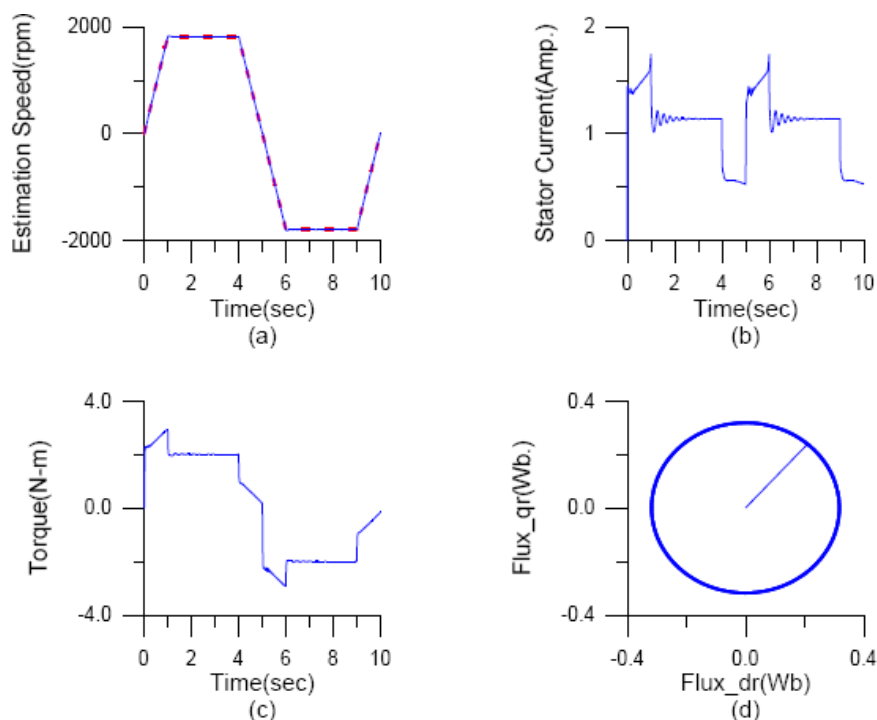 Estimation Speed(rpm)
2000
0
-2000
0 2 4 6 8 10
Time(sec)
(a)
Stator Current(Amp.)
2
1
0
0 2 4 6 8 10
Time(sec)
(b)
Torque(N-m)
4.0
0.0
-4.0
0 2 4 6 8 10
Time(sec)
(c)
Flux_qr(Wb.)
0.4
0.0
-0.4
-0.4 0.0 0.4
Flux_dr(Wb)
(d)